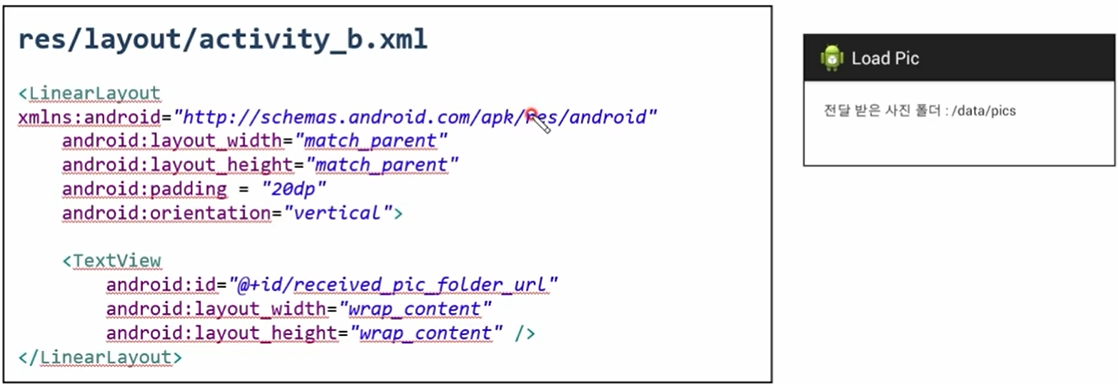 res/layout/activity_b.xml
<LinearLayout
xmlns:android="http://schemas.android.com/apk/res/android"
android:layout_width="match_parent"
android:layout_height="match_parent"
android:padding = "20dp"
android:orientation="vertical">
<TextView
android:id="@+id/received_pic_folder_url"
android:layout_width="wrap_content"
android:layout_height="wrap_content" />
</LinearLayout>
Load Pic
전달 받은 사진 폴더 : /data/pics